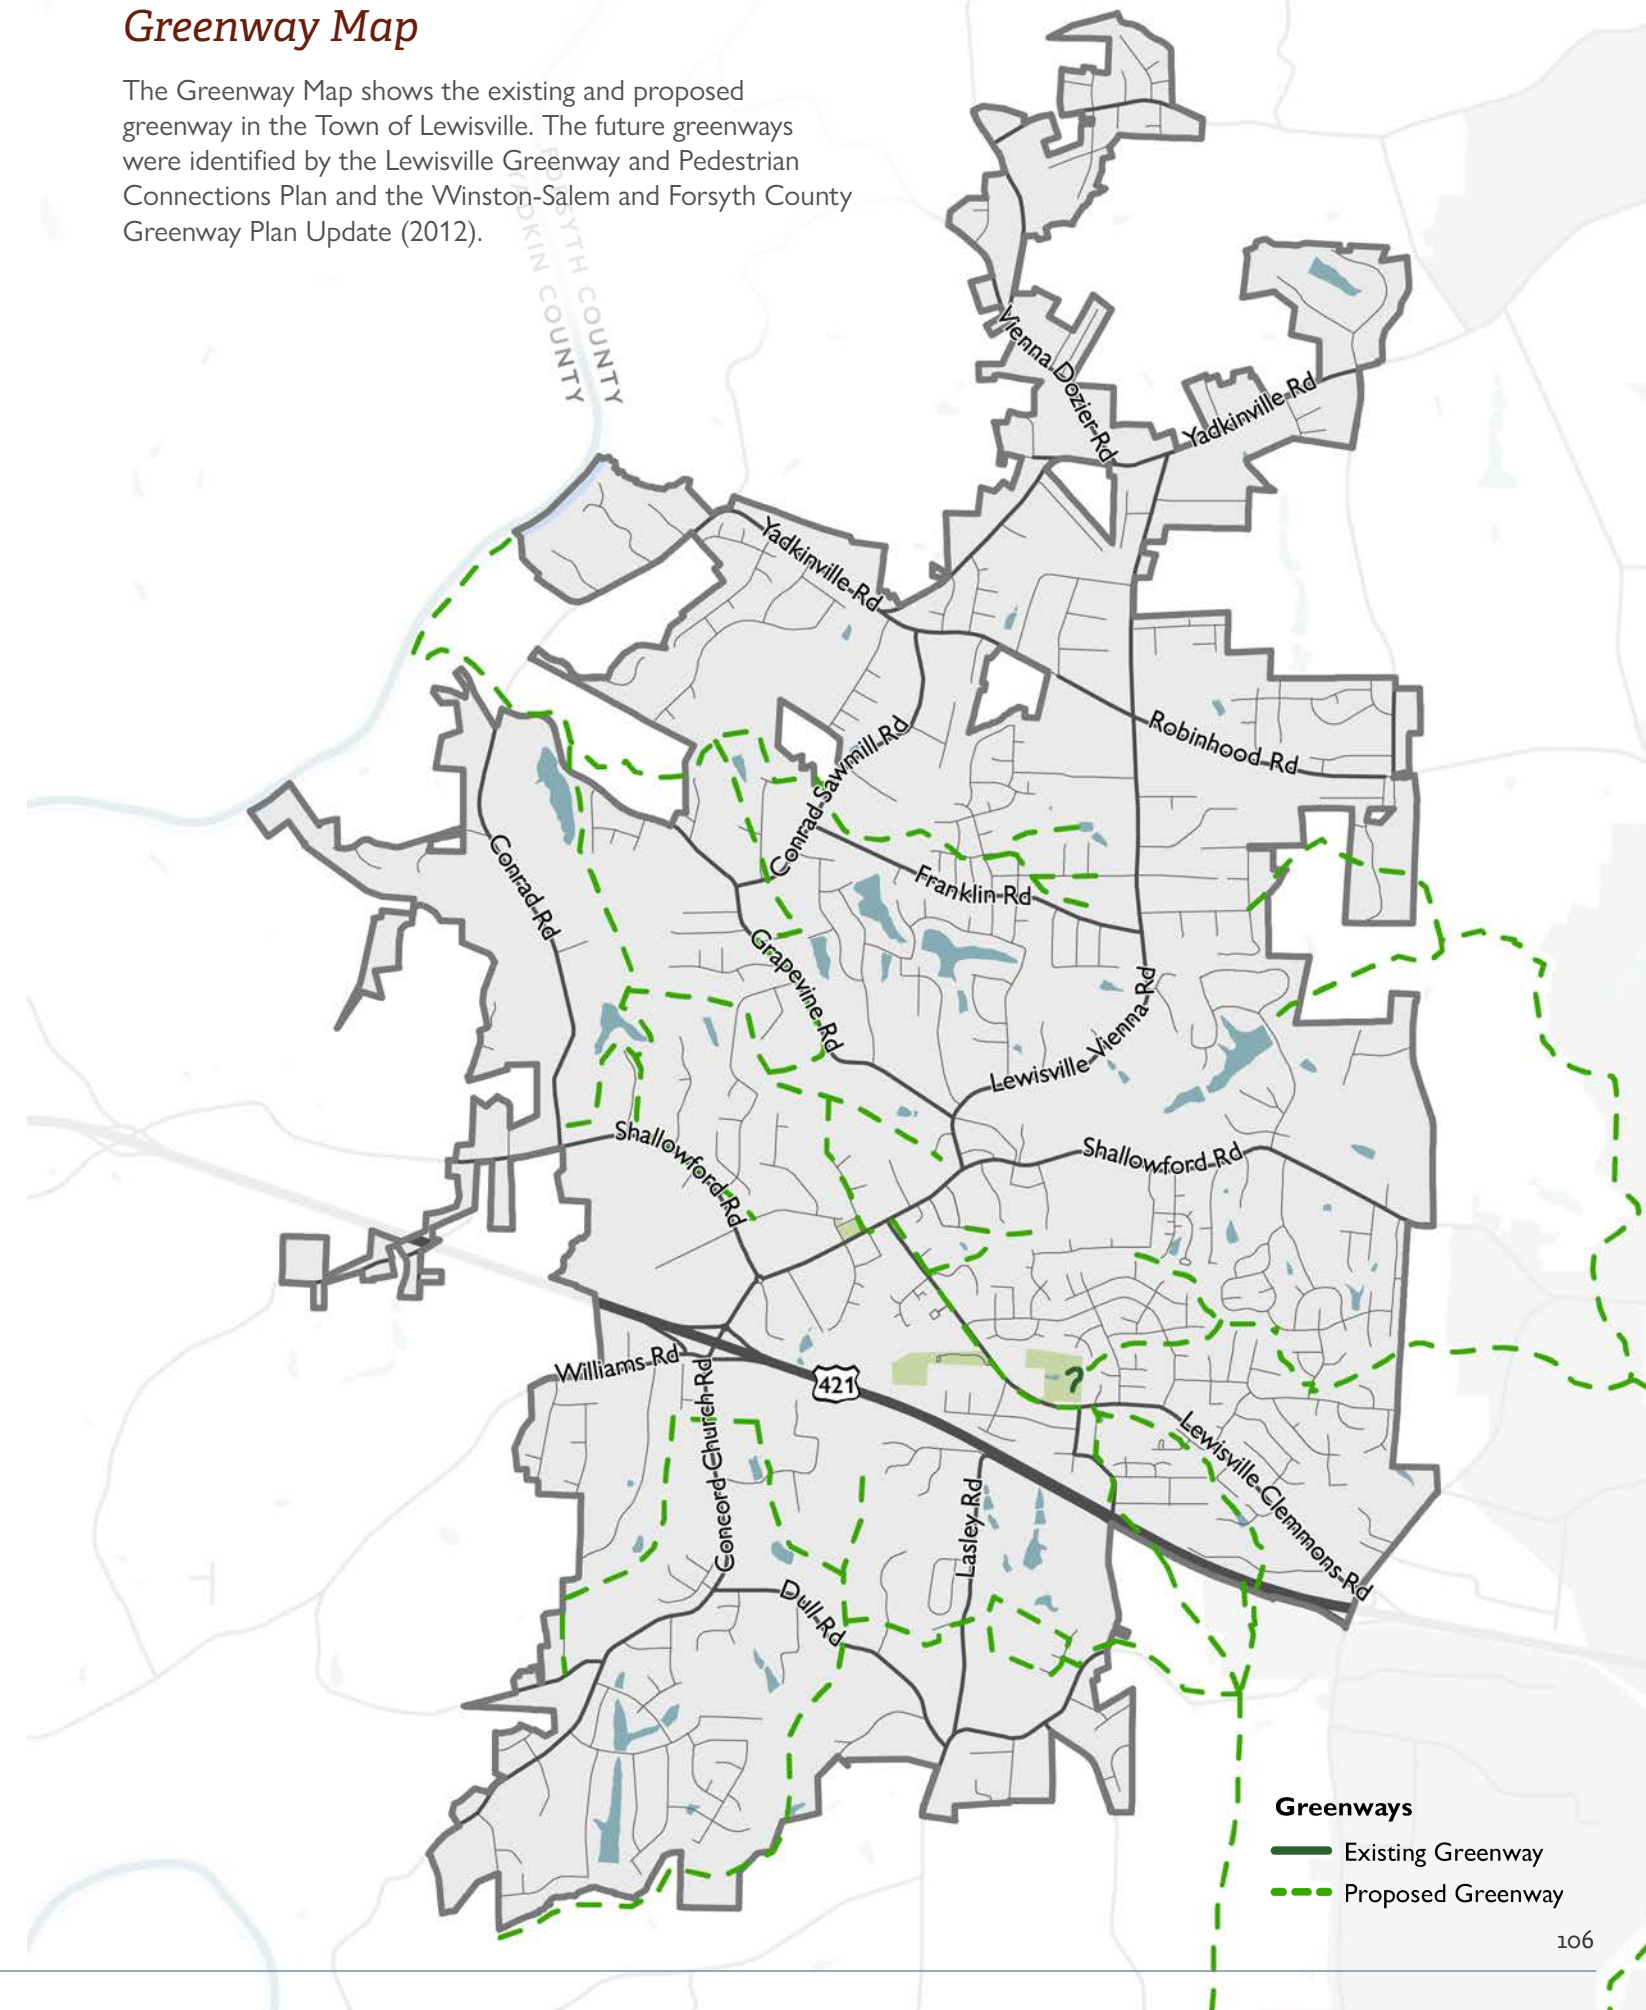 Greenway Map
The Greenway Map shows the existing and proposed
greenway in the Town of Lewisville. The future greenways
were identified by the Lewisville Greenway and Pedestrian
Connections Plan and the Winston-Salem and Forsyth County
Greenway Plan Update (2012).
FORSYTH COUNTY
YADKIN COUNTY
Vienna Dozier Rd
Yadkinville Rd
Yadkinville Rd
Conrad Sawmill Rd
Robinhood Rd
Conrad Rd
Franklin Rd
Grapevine Rd
Lewisville Vienna Rd
Shallowford Rd
Shallowford Rd
Williams Rd
421
Concord Church Rd
Lewisville-Clemmons Rd
Lasley Rd
Dull Rd
Greenways
Existing Greenway
Proposed Greenway
106